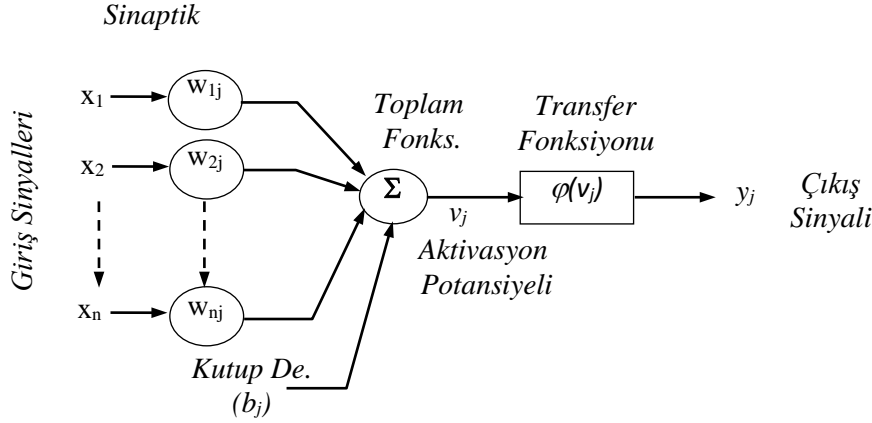 Sinaptik
Giriş Sinyalleri
x1
w1j
x2
w2j
xn
wnj
Toplam
Fonks.
Σ
vj
Aktivasyon
Potansiyeli
Transfer
Fonksiyonu
φ(vj)
yj
Çıkış
Sinyali
Kutup De.
(bj)